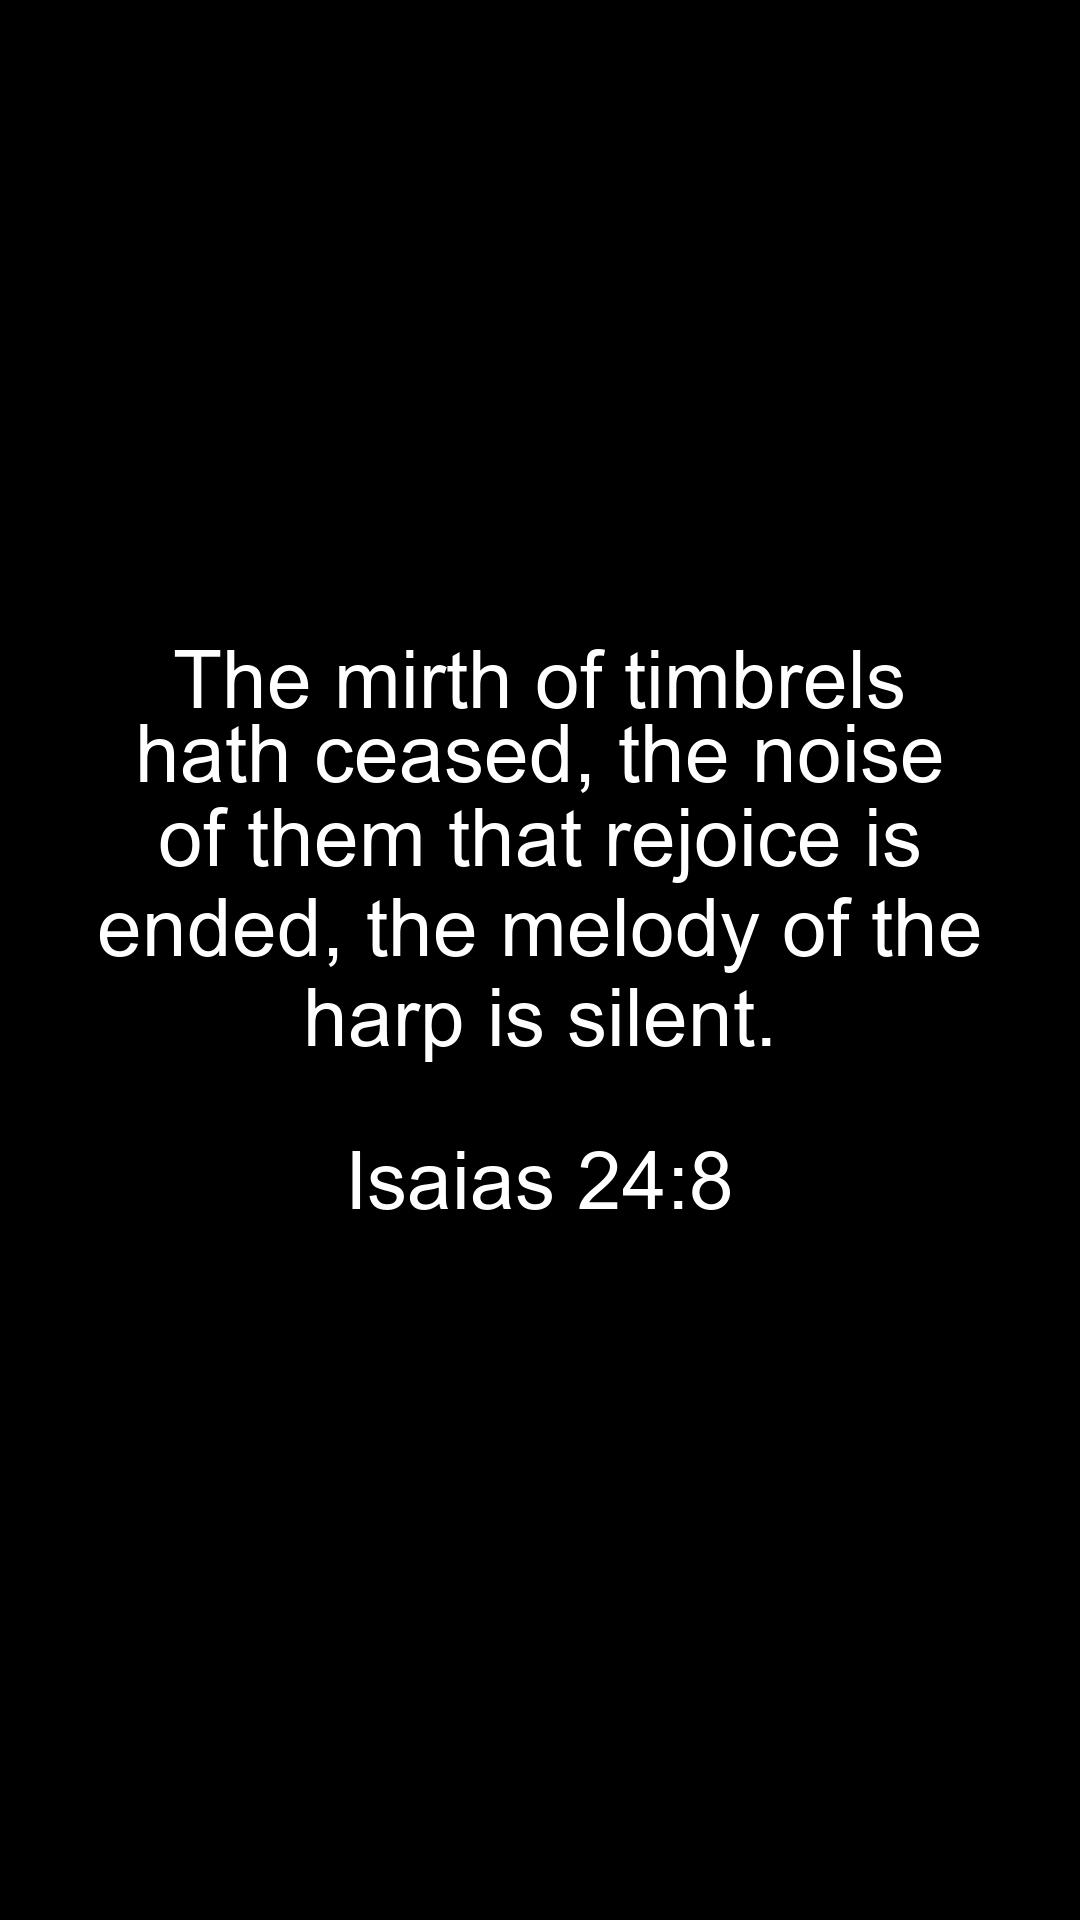 The mirth of timbrels
hath ceased, the noise
of them that rejoice is
ended, the melody of the
harp is silent.
Isaias 24:8